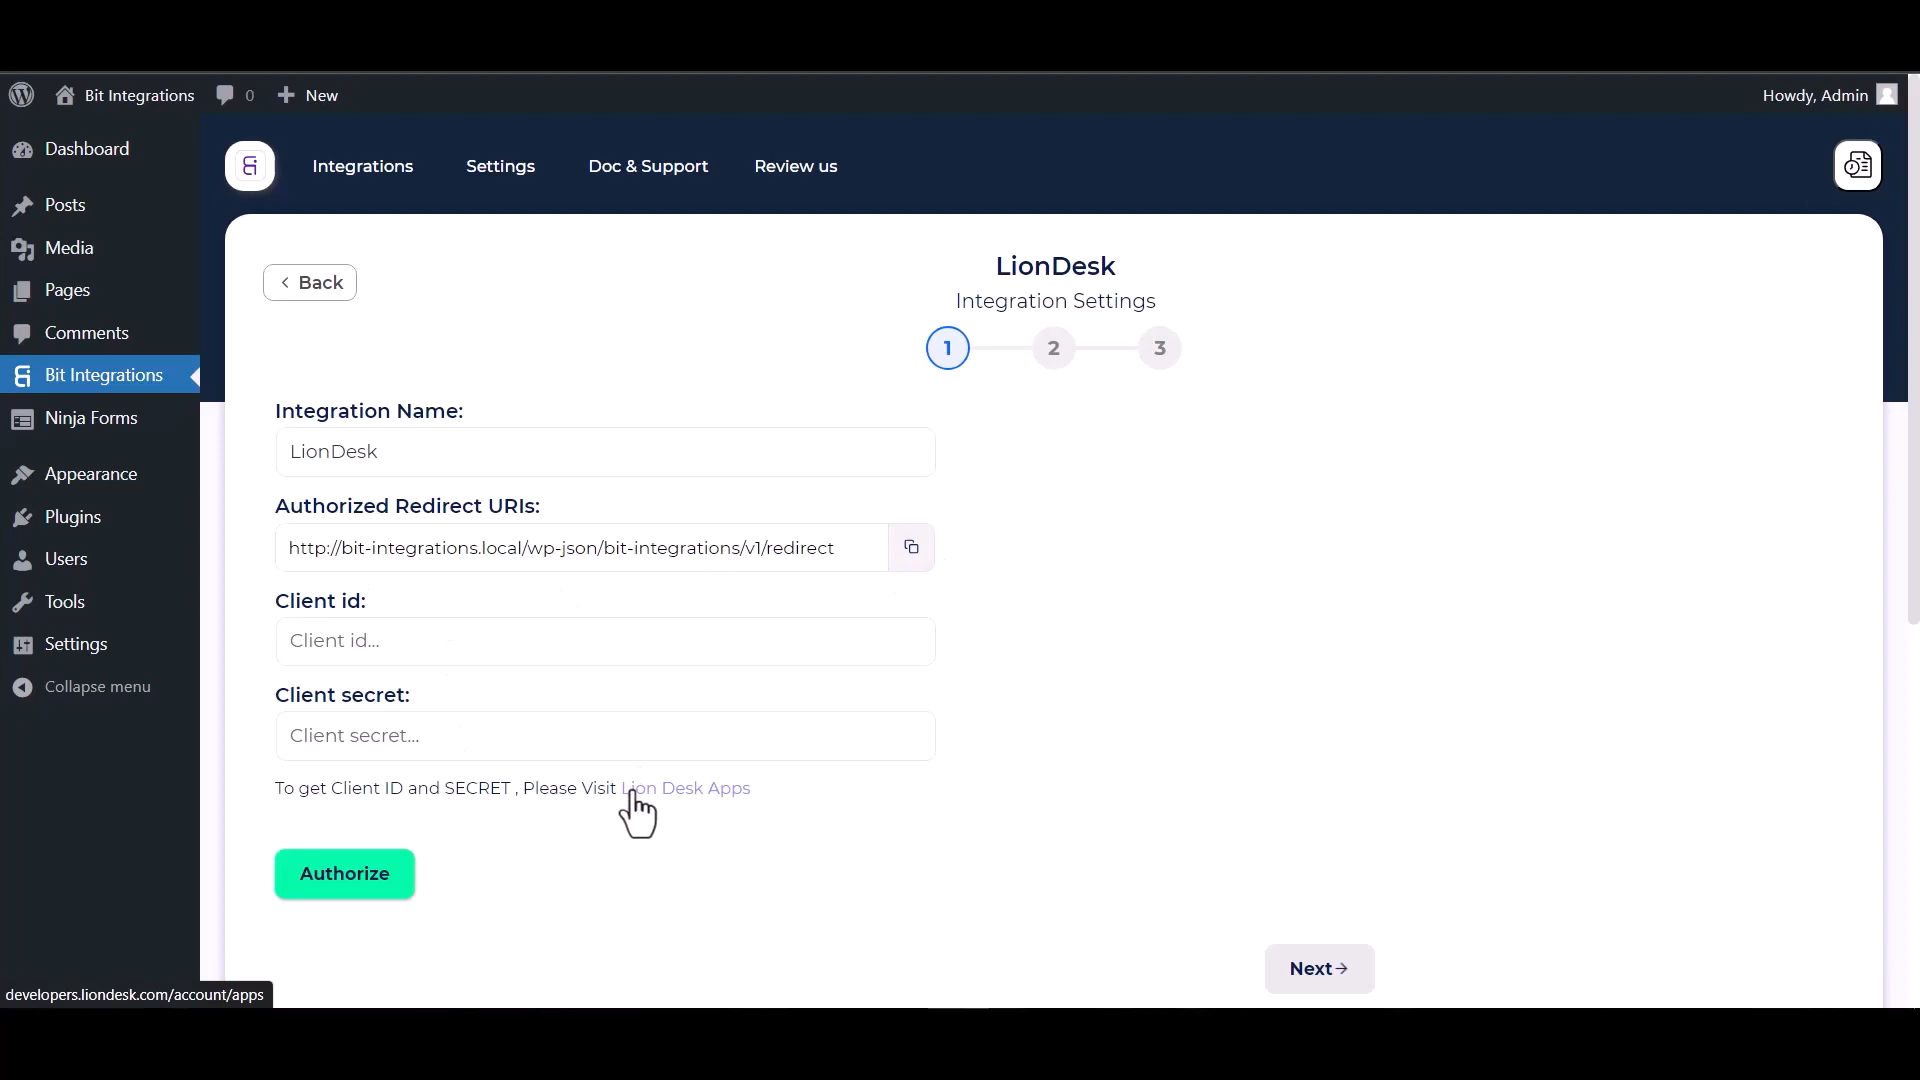 Bit Integrations
0
New
Howdy, Admin
Dashboard
Posts
Media
Pages
Comments
Bit Integrations
Ninja Forms
Appearance
Plugins
Users
Tools
Settings
Collapse menu
Integrations
Settings
Doc & Support
Review us
Back
LionDesk
Integration Settings
1
2
3
Integration Name:
LionDesk
Authorized Redirect URIs:
http://bit-integrations.local/wp-json/bit-integrations/v1/redirect
Client id:
Client id...
Client secret:
Client secret...
To get Client ID and SECRET , Please Visit Lion Desk Apps
Authorize
Next
developers.liondesk.com/account/apps